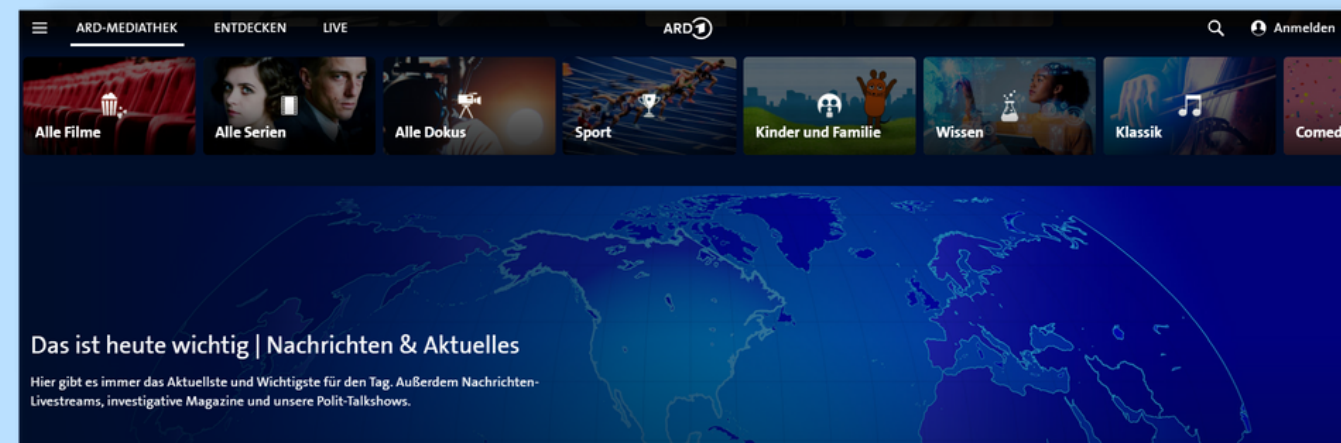 ARD-MEDIATHEK ENTDECKEN LIVE ARD1 Anmelden
Alle Filme Alle Serien Alle Dokus Sport Kinder und Familie Wissen Klassik Comed
Das ist heute wichtig | Nachrichten & Aktuelles
Hier gibt es immer das Aktuellste und Wichtigste für den Tag. Außerdem Nachrichten-
Livestreams, investigative Magazine und unsere Polit-Talkshows.